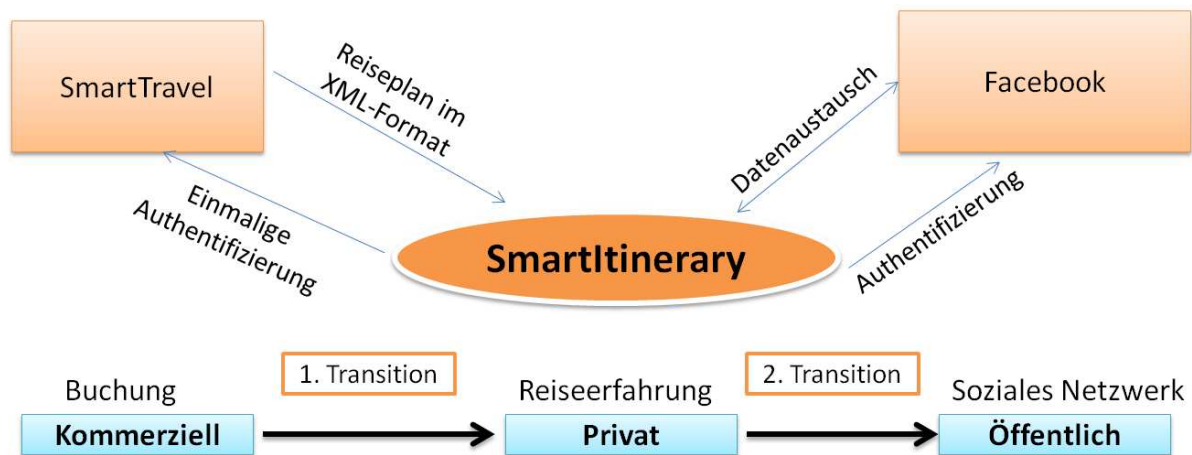 SmartTravel
Reiseplan im
XML-Format
Datenaustausch
Facebook
Einmalige
Authentifizierung
SmartItinerary
Authentifizierung
1. Transition
2. Transition
Buchung
Reiseerfahrung
Soziales Netzwerk
Kommerziell
Privat
Öffentlich